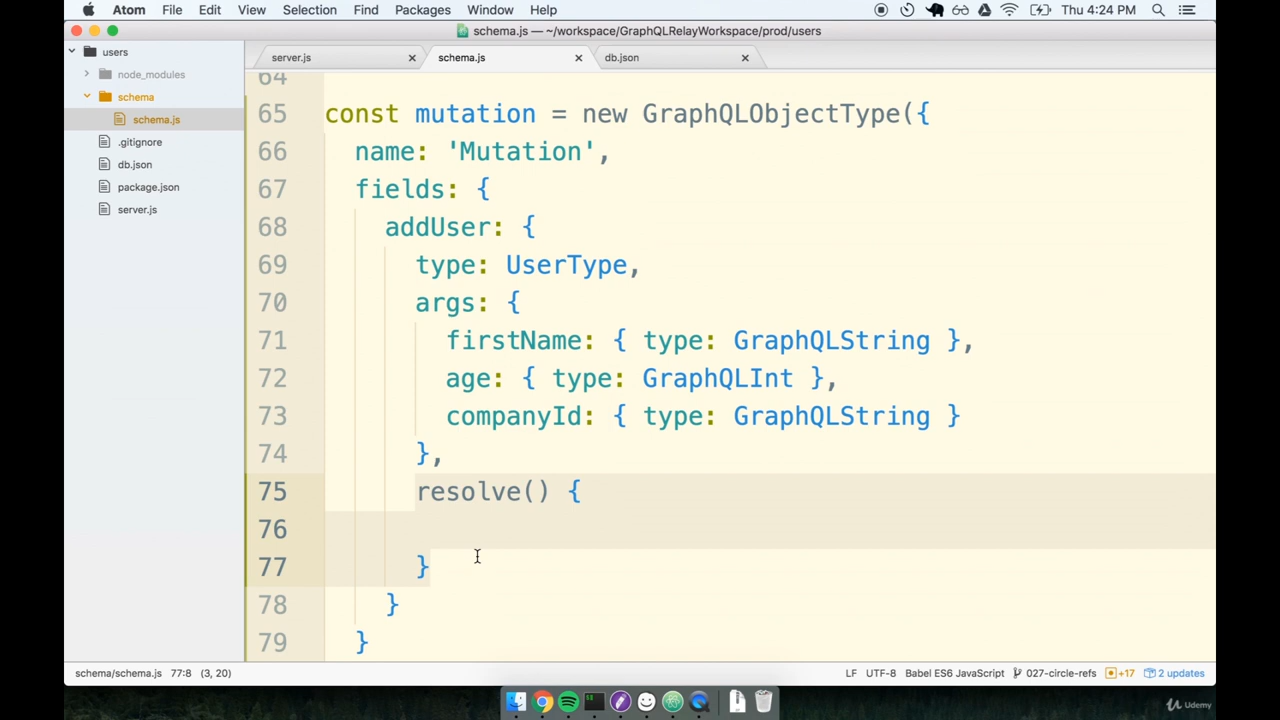 Atom File Edit View Selection Find Packages Window Help Thu 4:24 PM
schema.js — ~/workspace/GraphQLRelayWorkspace/prod/users
users
node_modules
schema
schema.js
.gitignore
db.json
package.json
server.js
server.js schema.js db.json
64
65 const mutation = new GraphQLObjectType({
66 name: 'Mutation',
67 fields: {
68 addUser: {
69 type: UserType,
70 args: {
71 firstName: { type: GraphQLString },
72 age: { type: GraphQLInt },
73 companyId: { type: GraphQLString }
74 },
75 resolve() {
76
77 }
78 }
79 }
schema/schema.js 77:8 (3, 20) LF UTF-8 Babel ES6 JavaScript 027-circle-refs +17 2 updates
Udemy